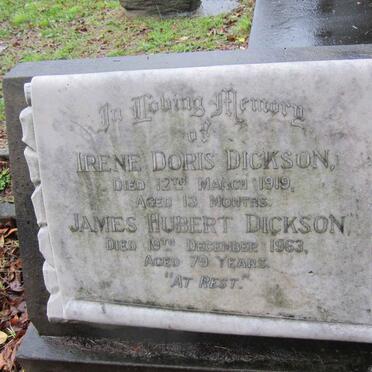 In Loving Memory
of
IRENE DORIS DICKSON,
DIED 12TH MARCH 1919,
AGED 13 MONTHS.
JAMES HUBERT DICKSON,
DIED 19TH DECEMBER 1963,
AGED 79 YEARS.
"AT REST."